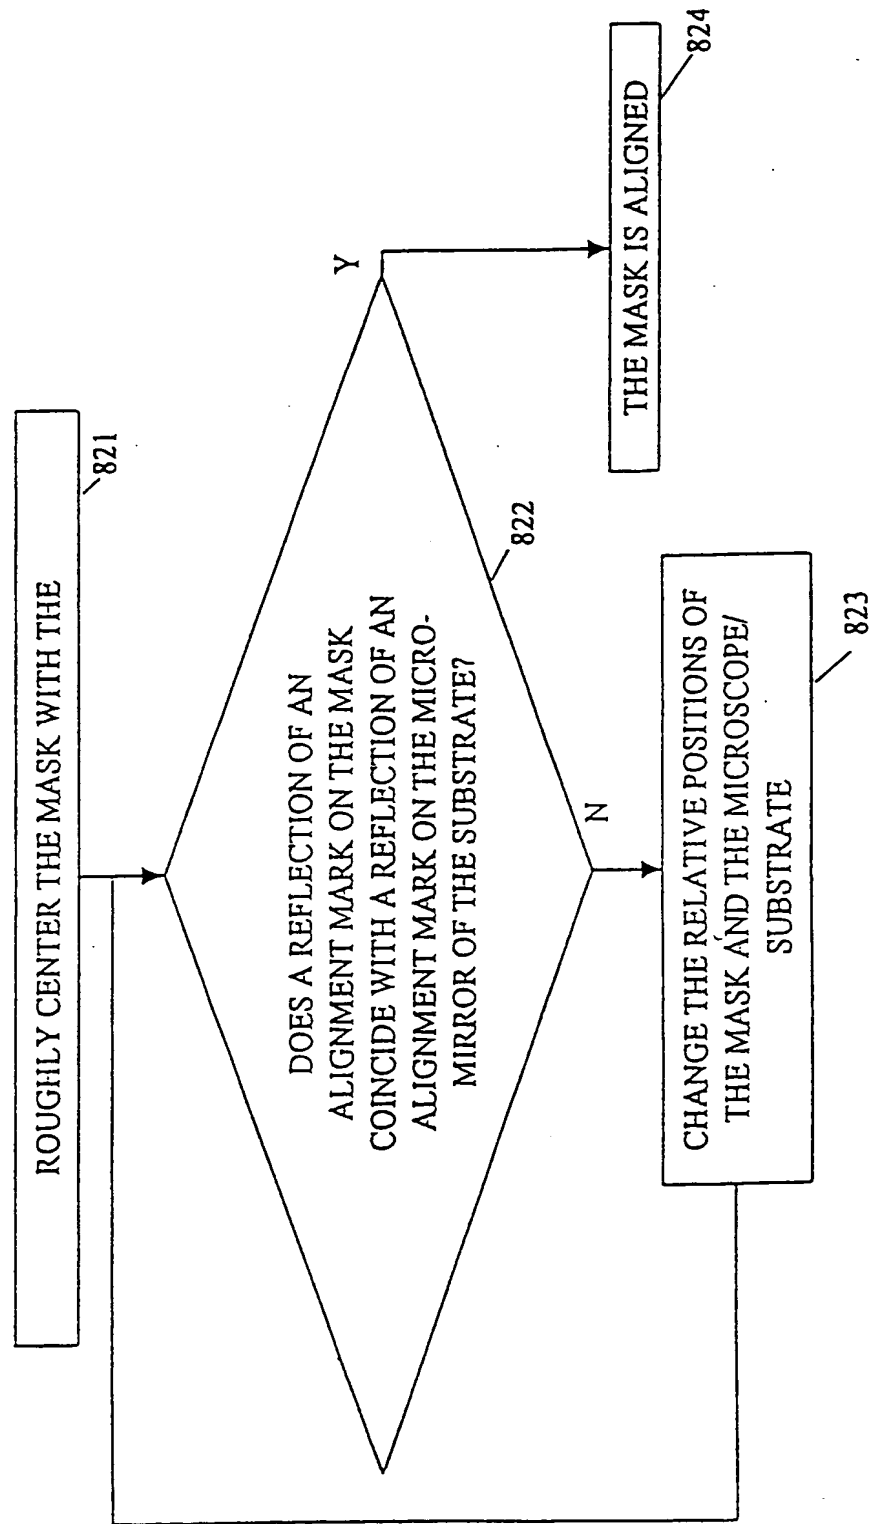 ROUGHLY CENTER THE MASK WITH THE
821
DOES A REFLECTION OF AN
ALIGNMENT MARK ON THE MASK
COINCIDE WITH A REFLECTION OF AN
ALIGNMENT MARK ON THE MICRO-
MIRROR OF THE SUBSTRATE?
822
Y
N
THE MASK IS ALIGNED
824
CHANGE THE RELATIVE POSITIONS OF
THE MASK AND THE MICROSCOPE/
SUBSTRATE
823